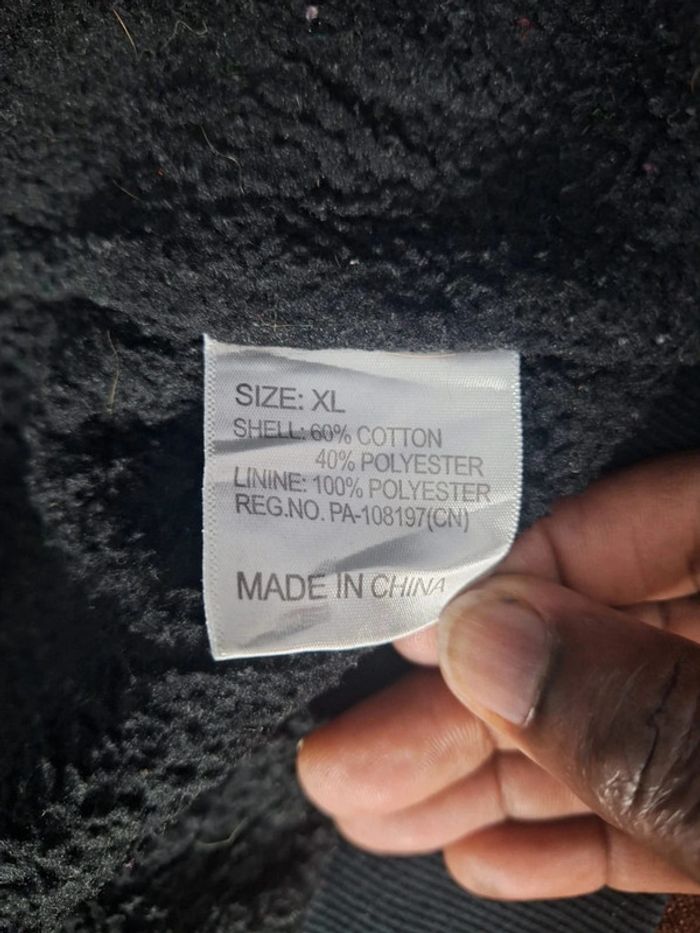 SIZE: XL
SHELL: 60% COTTON
40% POLYESTER
LININE: 100% POLYESTER
REG.NO. PA-108197(CN)
MADE IN CHINA